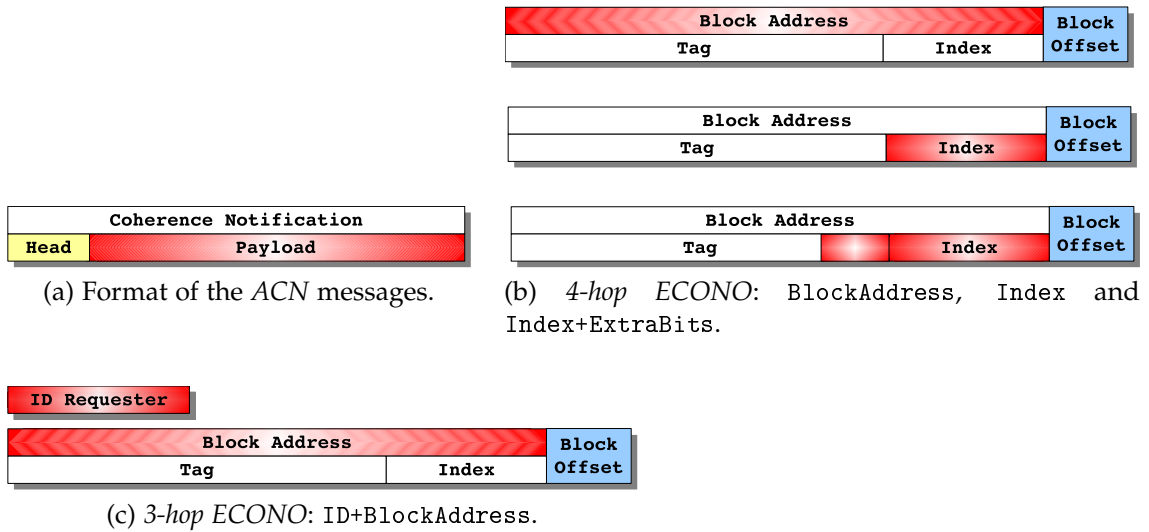 Block Address
Block
Offset
Tag Index
Block Address
Block
Offset
Tag Index
Coherence Notification
Head Payload
Block Address
Block
Offset
Tag Index
(a) Format of the ACN messages.
(b) 4-hop ECONO: BlockAddress, Index and
Index+ExtraBits.
ID Requester
Block Address
Block
Offset
Tag Index
(c) 3-hop ECONO: ID+BlockAddress.